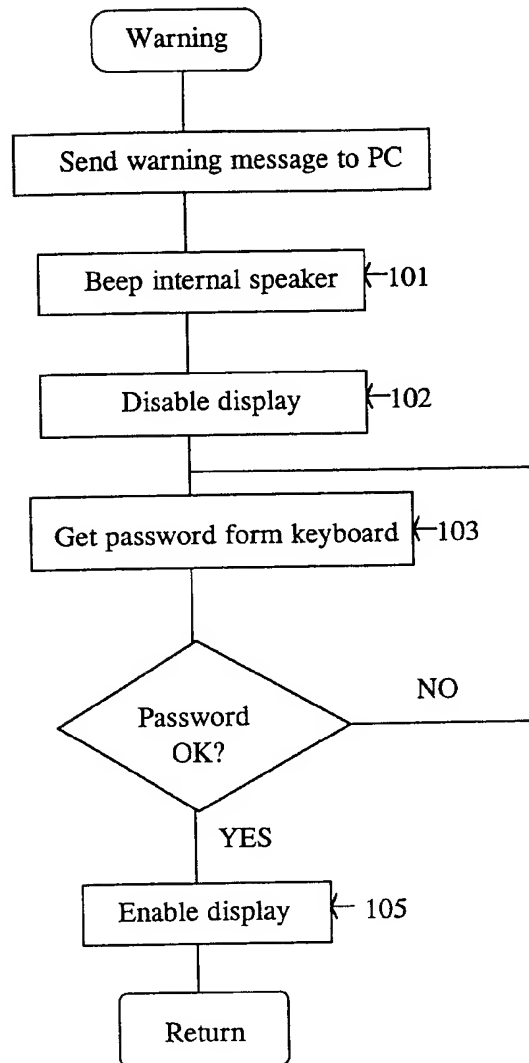 Warning
Send warning message to PC
Beep internal speaker
101
Disable display
102
Get password form keyboard
103
Password
OK?
NO
YES
Enable display
105
Return